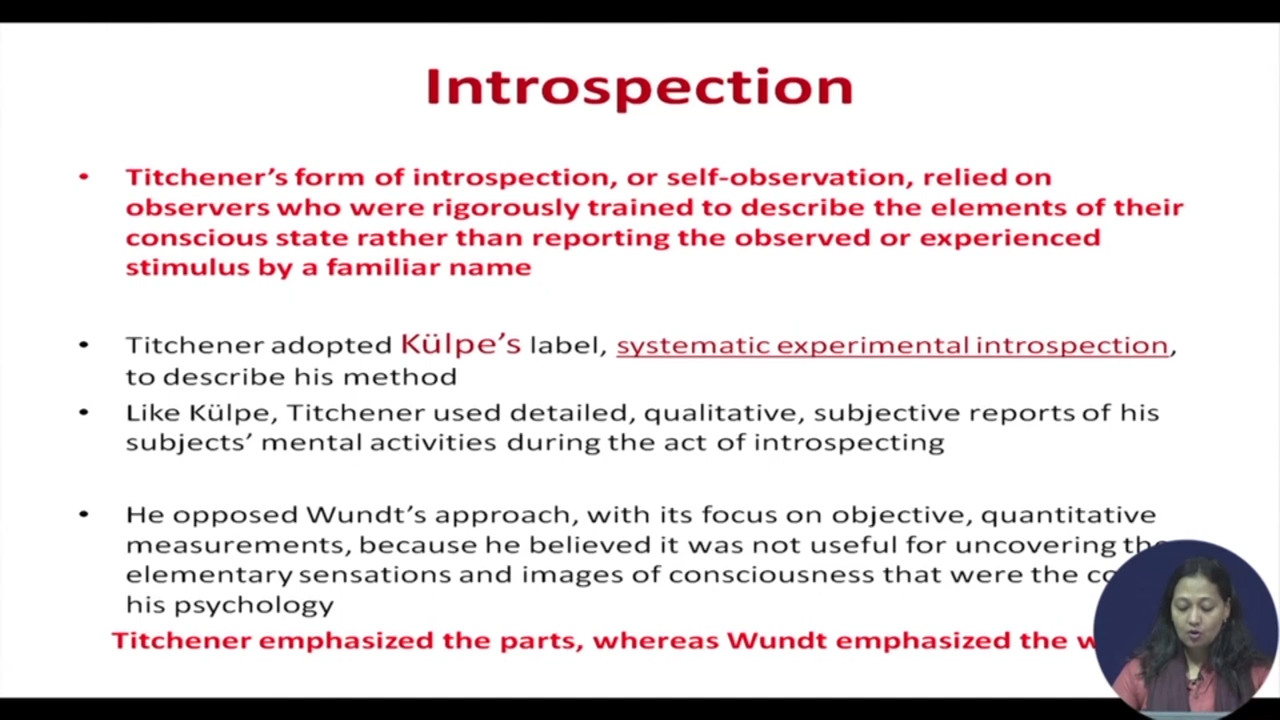 Introspection
• Titchener’s form of introspection, or self-observation, relied on
observers who were rigorously trained to describe the elements of their
conscious state rather than reporting the observed or experienced
stimulus by a familiar name
• Titchener adopted Külpe’s label, systematic experimental introspection,
to describe his method
• Like Külpe, Titchener used detailed, qualitative, subjective reports of his
subjects’ mental activities during the act of introspecting
• He opposed Wundt’s approach, with its focus on objective, quantitative
measurements, because he believed it was not useful for uncovering
elementary sensations and images of consciousness that were the
his psychology
Titchener emphasized the parts, whereas Wundt emphasized the